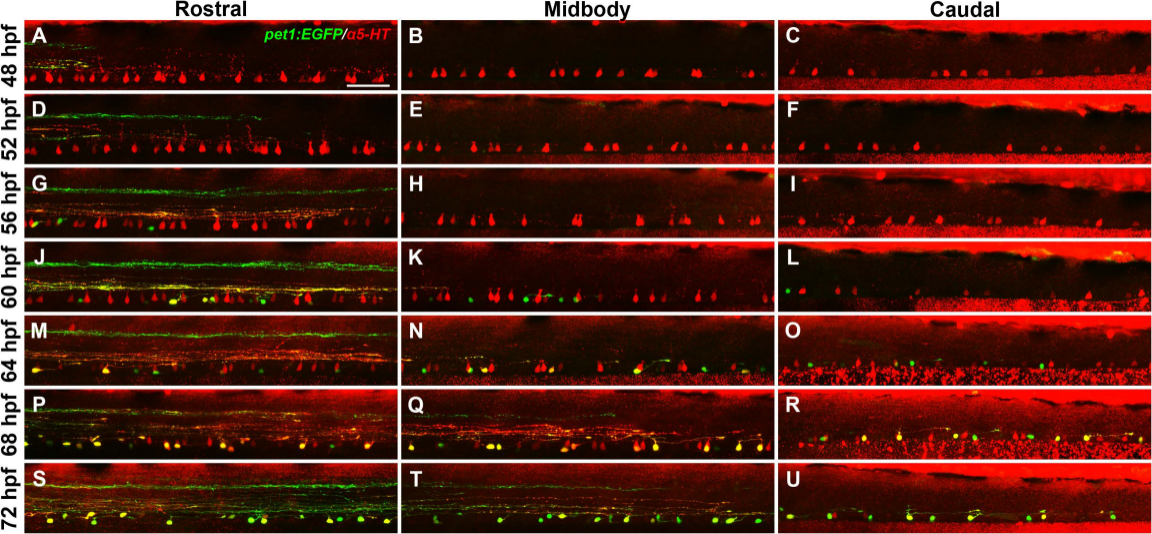 Rostral Midbody Caudal
48 hpf A pet1:EGFP/α5-HT B C
52 hpf D E F
56 hpf G H I
60 hpf J K L
64 hpf M N O
68 hpf P Q R
72 hpf S T U